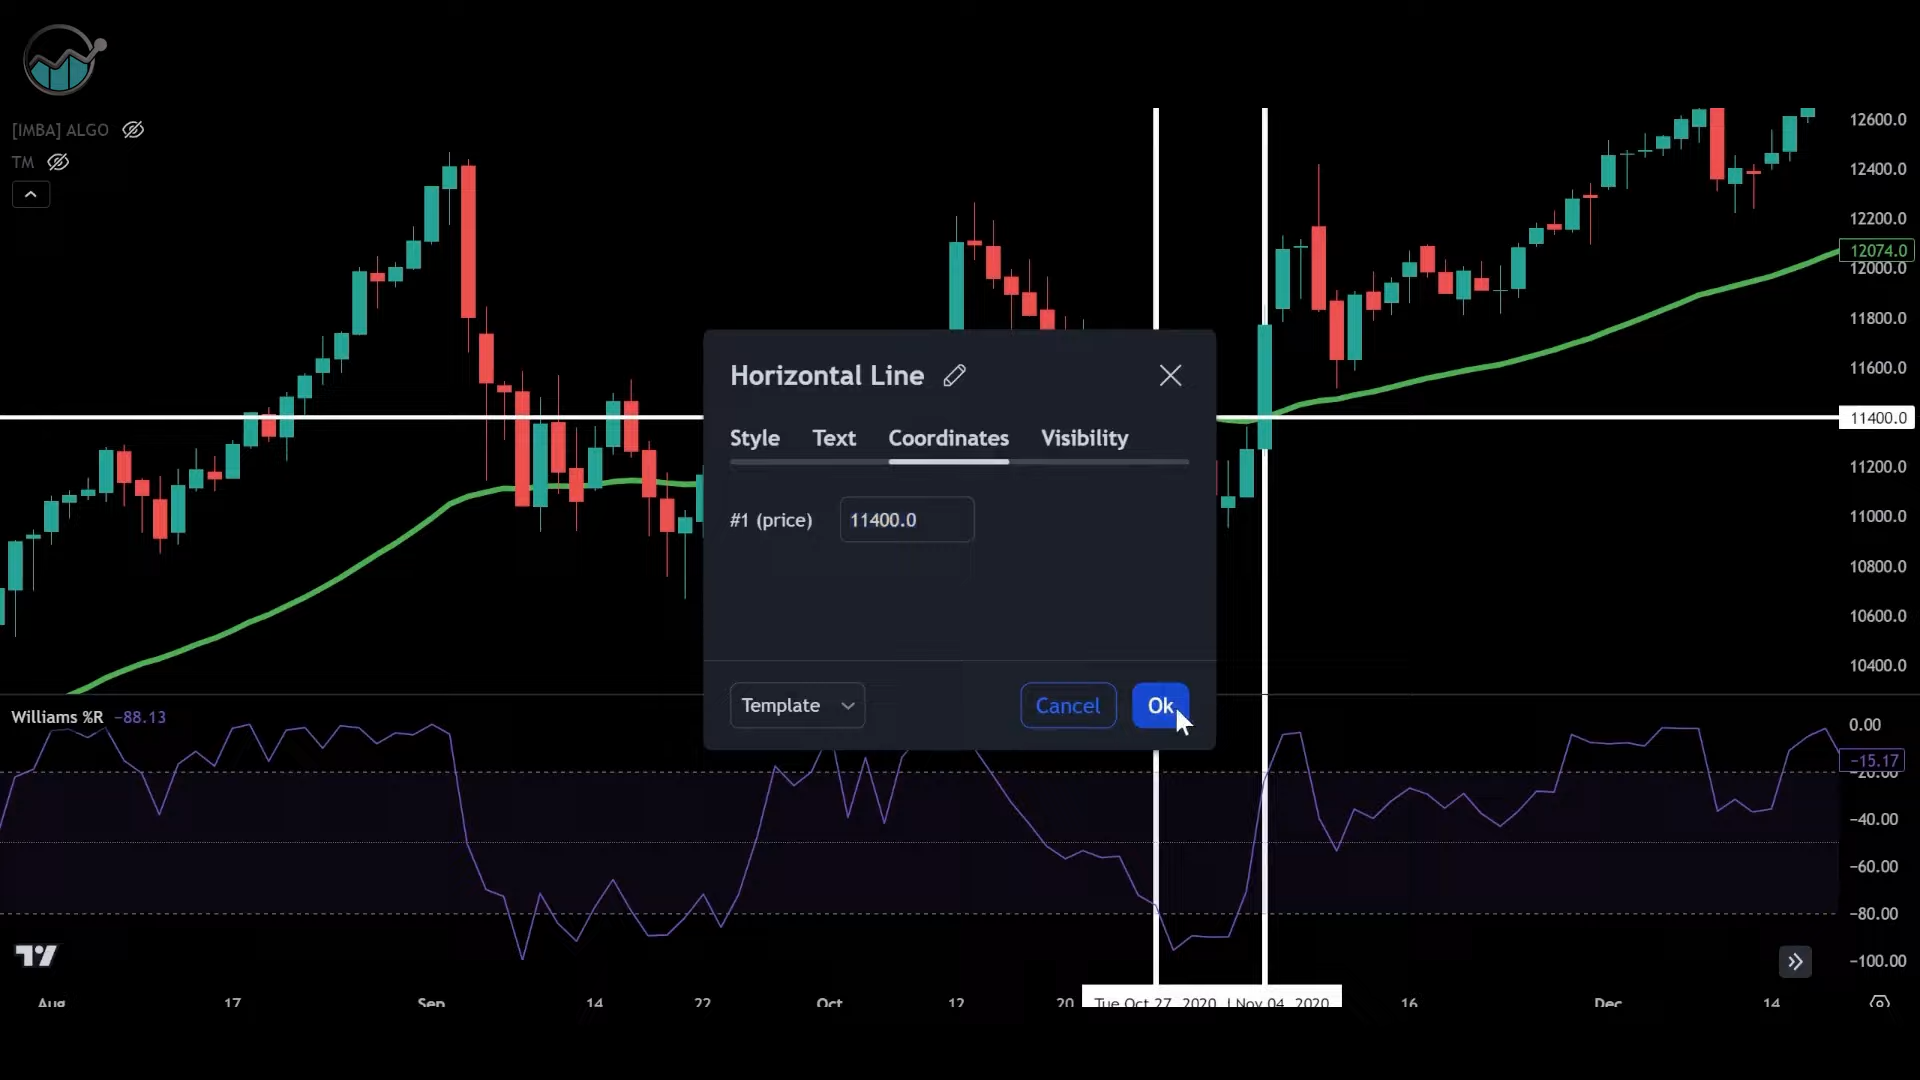 [IMBA] ALGO
TM
12600.0
12400.0
12200.0
12074.0
12000.0
11800.0
11600.0
11400.0
11200.0
11000.0
10800.0
10600.0
10400.0
Horizontal Line
Style Text Coordinates Visibility
#1 (price) 11400.0
Template Cancel Ok
Williams %R −88.13
0.00
−15.17
−20.00
−40.00
−60.00
−80.00
−100.00
Aug 17 Sep 14 22 Oct 12 20 Tue Oct 27, 2020 Nov 04, 2020 16 Dec 14